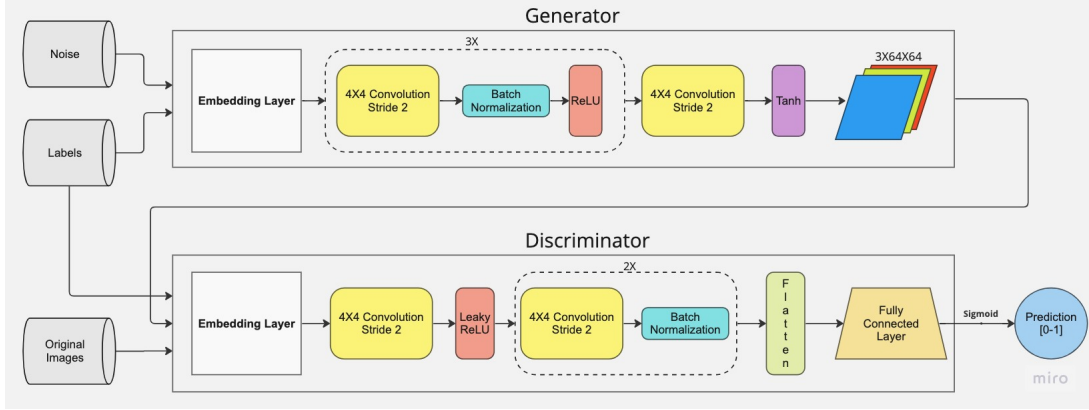 Generator
Noise
3X
3X64X64
Embedding Layer
4X4 Convolution
Stride 2
Batch
Normalization
ReLU
4X4 Convolution
Stride 2
Tanh
Labels
Discriminator
2X
Embedding Layer
4X4 Convolution
Stride 2
Leaky
ReLU
4X4 Convolution
Stride 2
Batch
Normalization
Flatten
Fully
Connected
Layer
Sigmoid
Prediction
[0-1]
Original
Images
miro